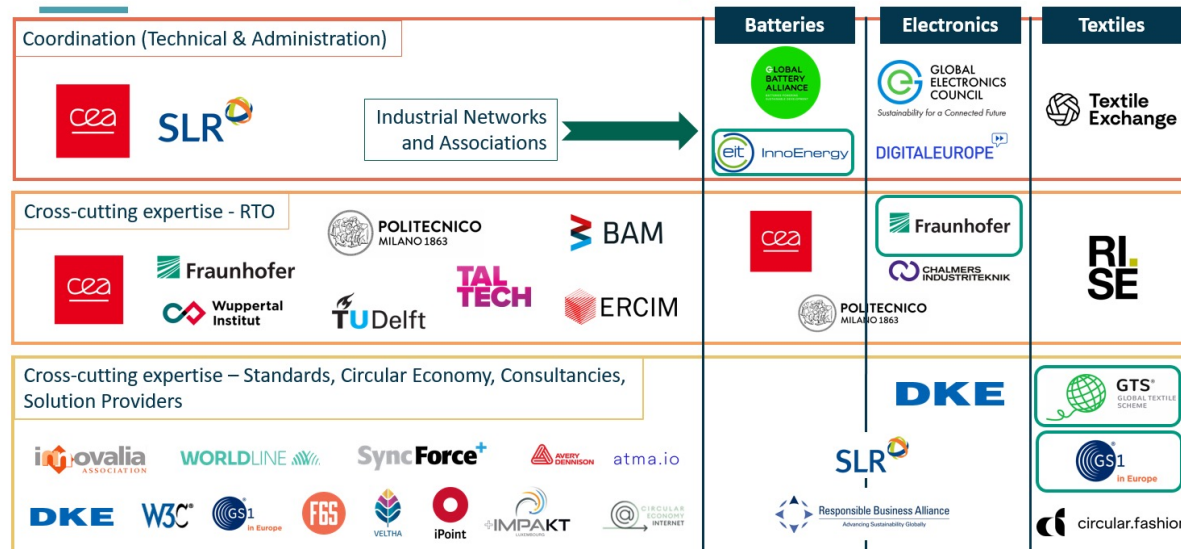 Batteries
Electronics
Textiles
Coordination (Technical & Administration)
cea
SLR
Industrial Networks
and Associations
GLOBAL
BATTERY
ALLIANCE
eit InnoEnergy
GLOBAL
ELECTRONICS
COUNCIL
Sustainability for a Connected Future
DIGITALEUROPE
Textile
Exchange
Cross-cutting expertise - RTO
cea
Fraunhofer
Wuppertal
Institut
POLITECNICO
MILANO 1863
TU Delft
TAL
TECH
BAM
ERCIM
cea
POLITECNICO
MILANO 1863
Fraunhofer
CHALMERS
INDUSTRITEKNIK
RI.
SE
Cross-cutting expertise – Standards, Circular Economy, Consultancies,
Solution Providers
innovalia
ASSOCIATION
WORLDLINE
SyncForce+
AVERY
DENNISON
atma.io
DKE
W3C®
GS1
in Europe
F6S
VELTHA
iPoint
+IMPAKT
LUXEMBOURG
CIRCULAR
ECONOMY
INTERNET
DKE
SLR
Responsible Business Alliance
Advancing Sustainability Globally
GTS®
GLOBAL TEXTILE
SCHEME
GS1
in Europe
circular.fashion